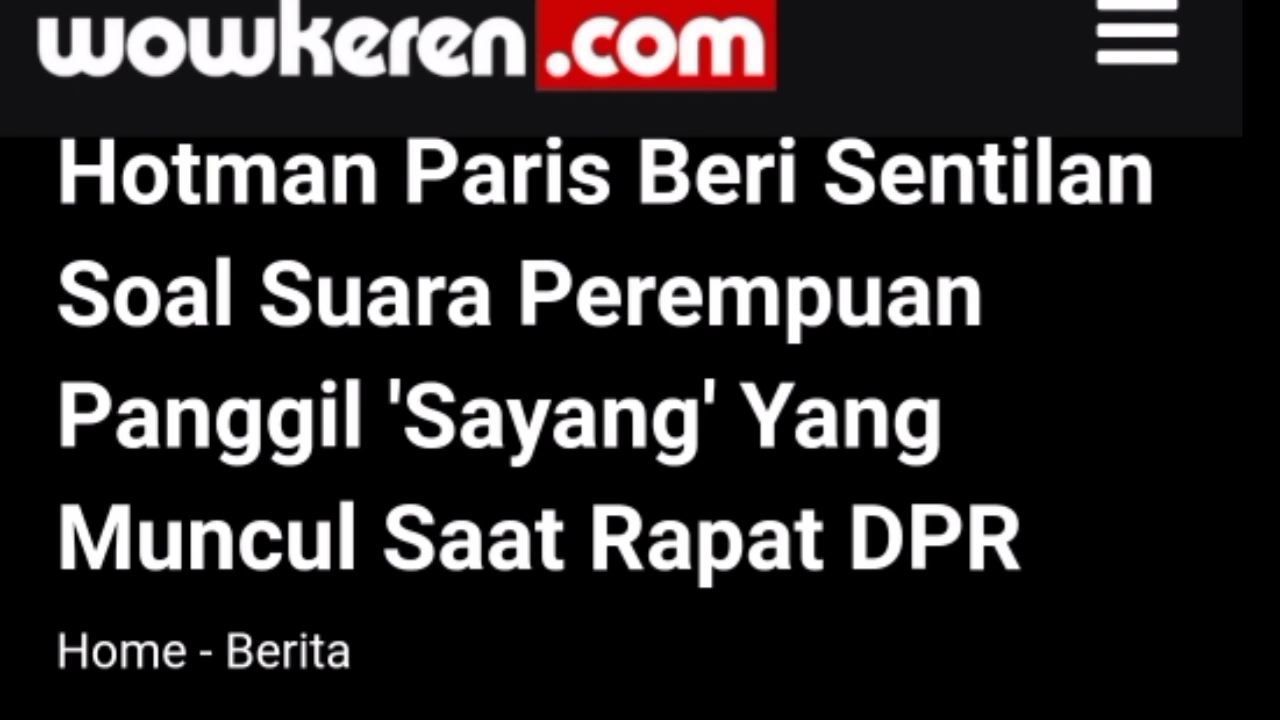 wowkeren.com
Hotman Paris Beri Sentilan
Soal Suara Perempuan
Panggil 'Sayang' Yang
Muncul Saat Rapat DPR
Home - Berita